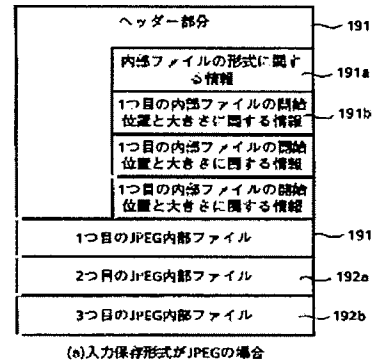 ヘッダー部分
191
内部ファイルの形式に関す
る情報
191a
1つ目の内部ファイルの開始
位置と大きさに関する情報
191b
1つ目の内部ファイルの開始
位置と大きさに関する情報
1つ目の内部ファイルの開始
位置と大きさに関する情報
1つ目のJPEG内部ファイル
191
2つ目のJPEG内部ファイル
192a
3つ目のJPEG内部ファイル
192b
(a)入力保存形式がJPEGの場合